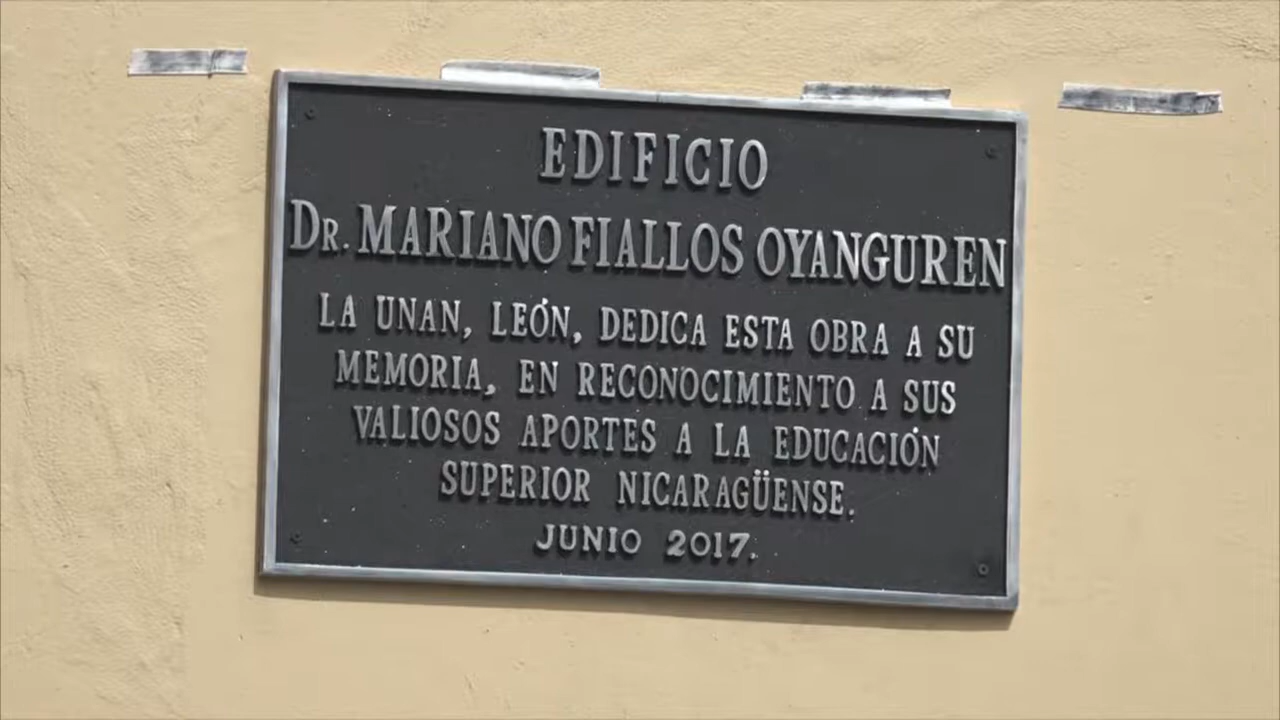 EDIFICIO
DR. MARIANO FIALLOS OYANGUREN
LA UNAN, LEÓN, DEDICA ESTA OBRA A SU
MEMORIA, EN RECONOCIMIENTO A SUS
VALIOSOS APORTES A LA EDUCACIÓN
SUPERIOR NICARAGÜENSE.
JUNIO 2017.